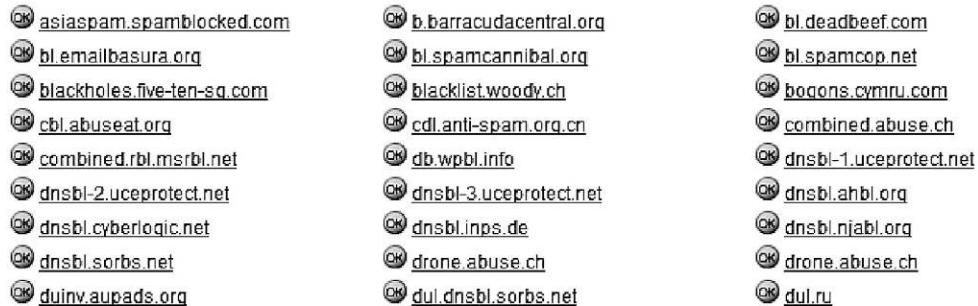 OK asiaspam.spamblocked.com OK b.barracudacentral.org OK bl.deadbeef.com
OK bl.emailbasura.org OK bl.spamcannibal.org OK bl.spamcop.net
OK blackholes.five-ten-sg.com OK blacklist.woody.ch OK bogons.cymru.com
OK cbl.abuseat.org OK cdl.anti-spam.org.cn OK combined.abuse.ch
OK combined.rbl.msrbl.net OK db.wpbl.info OK dnsbl-1.uceprotect.net
OK dnsbl-2.uceprotect.net OK dnsbl-3.uceprotect.net OK dnsbl.ahbl.org
OK dnsbl.cyberlogic.net OK dnsbl.inps.de OK dnsbl.njabl.org
OK dnsbl.sorbs.net OK drone.abuse.ch OK drone.abuse.ch
OK duinv.aupads.org OK dul.dnsbl.sorbs.net OK dul.ru